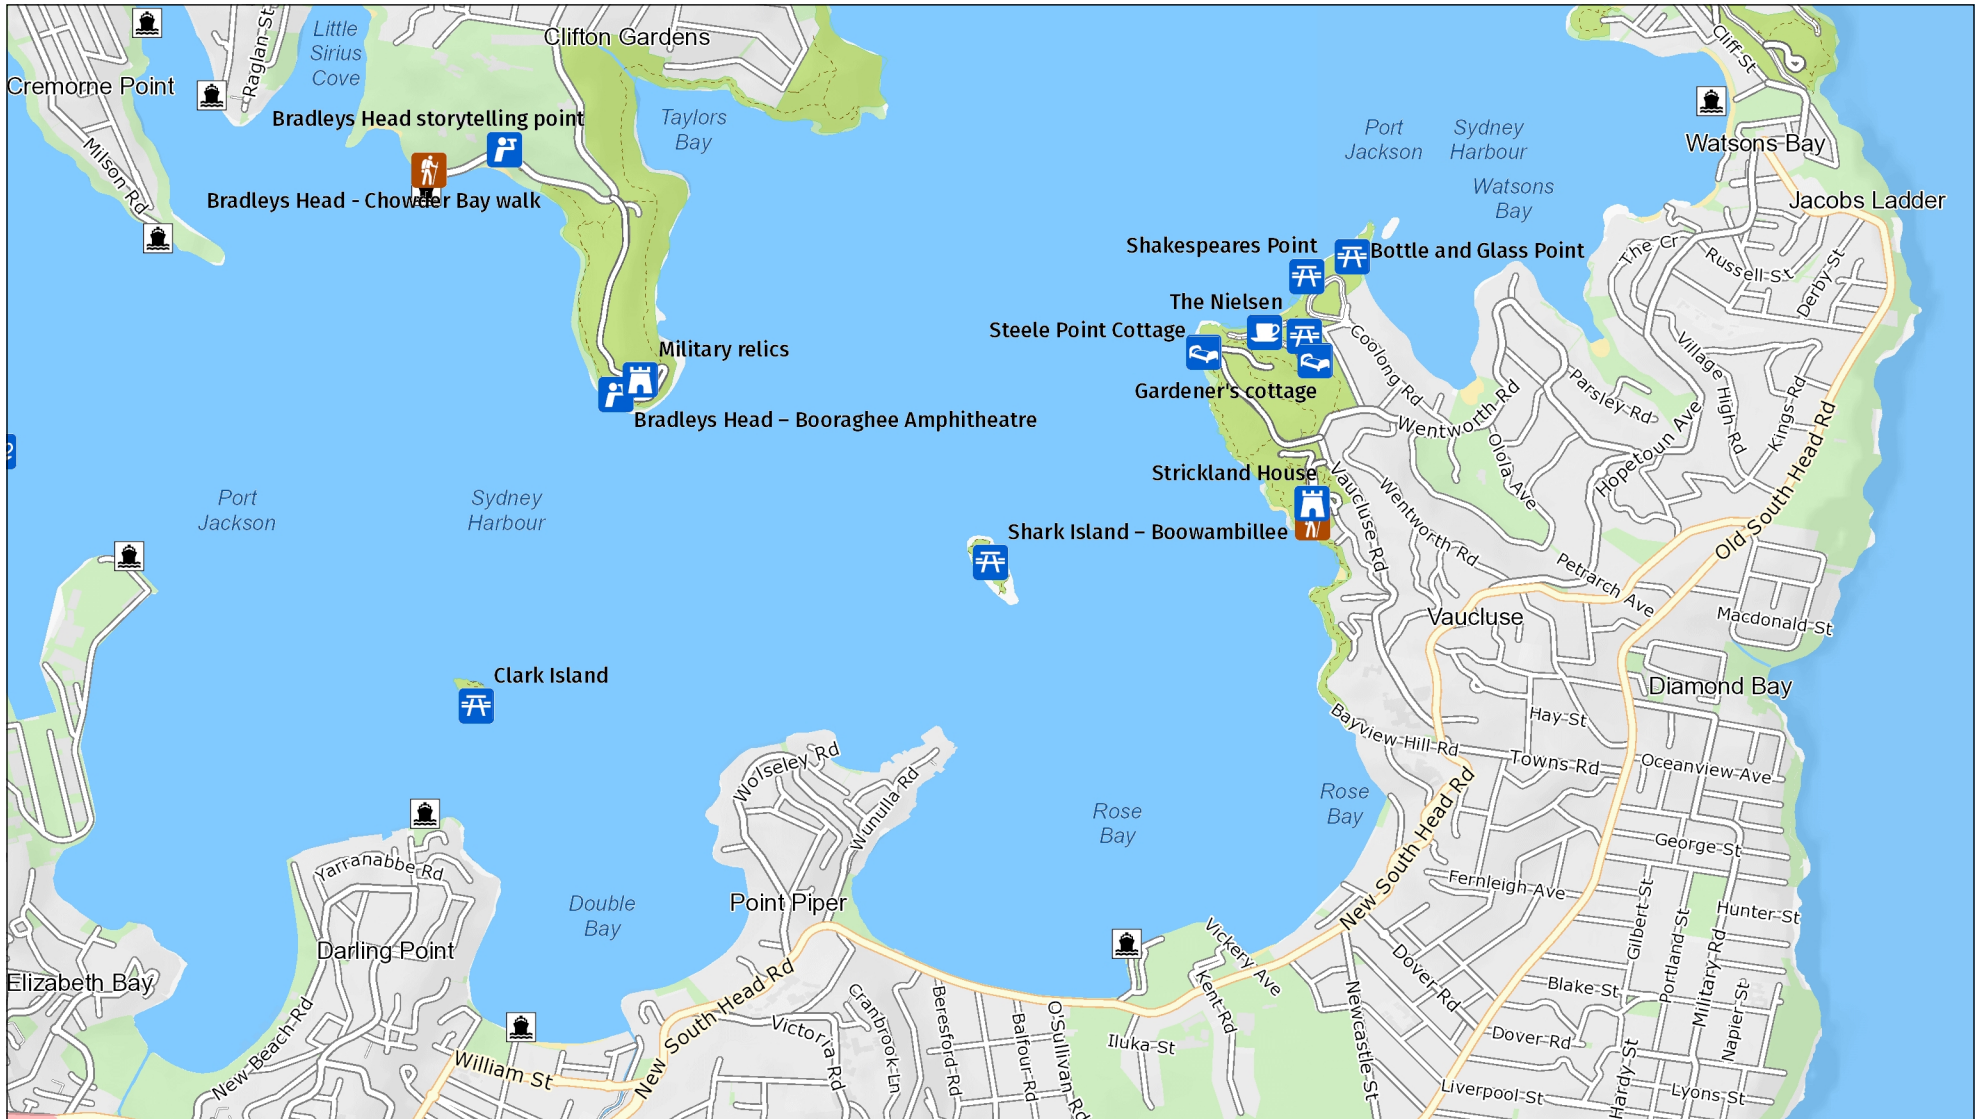 Little
Sirius
Cove
Clifton Gardens
Raglan St
Cliff St
Cremorne Point
Bradleys Head storytelling point
Taylors
Bay
Port
Jackson
Sydney
Harbour
Watsons Bay
Milson Rd
Bradleys Head - Chowder Bay walk
Watsons
Bay
Jacobs Ladder
Shakespeares Point
Bottle and Glass Point
The Cr
Russell St
Derby St
The Nielsen
Steele Point Cottage
Coolong Rd
Village High Rd
Military relics
Gardener's cottage
Parsley Rd
Kings Rd
Bradleys Head – Booraghee Amphitheatre
Wentworth Rd
Olola Ave
Hopetoun Ave
Old South Head Rd
Strickland House
Vaucluse Rd
Wentworth Rd
Port
Jackson
Sydney
Harbour
Shark Island – Boowambillee
Petrarch Ave
Vaucluse
Macdonald St
Clark Island
Diamond Bay
Bayview Hill Rd
Hay St
Towns Rd
Oceanview Ave
Wolseley Rd
Wunulla Rd
Rose
Bay
Rose
Bay
New South Head Rd
George St
Yarranabbe Rd
Fernleigh Ave
Double
Bay
Point Piper
Gilbert St
Portland St
Hunter St
Military Rd
Darling Point
Vickery Ave
Dover Rd
Elizabeth Bay
New Beach Rd
New South Head Rd
Cranbrook Ln
Beresford Rd
Balfour Rd
O'Sullivan Rd
Kent Rd
Newcastle St
Blake St
Napier St
Victoria Rd
Iluka St
Dover Rd
Hardy St
William St
Liverpool St
Lyons St